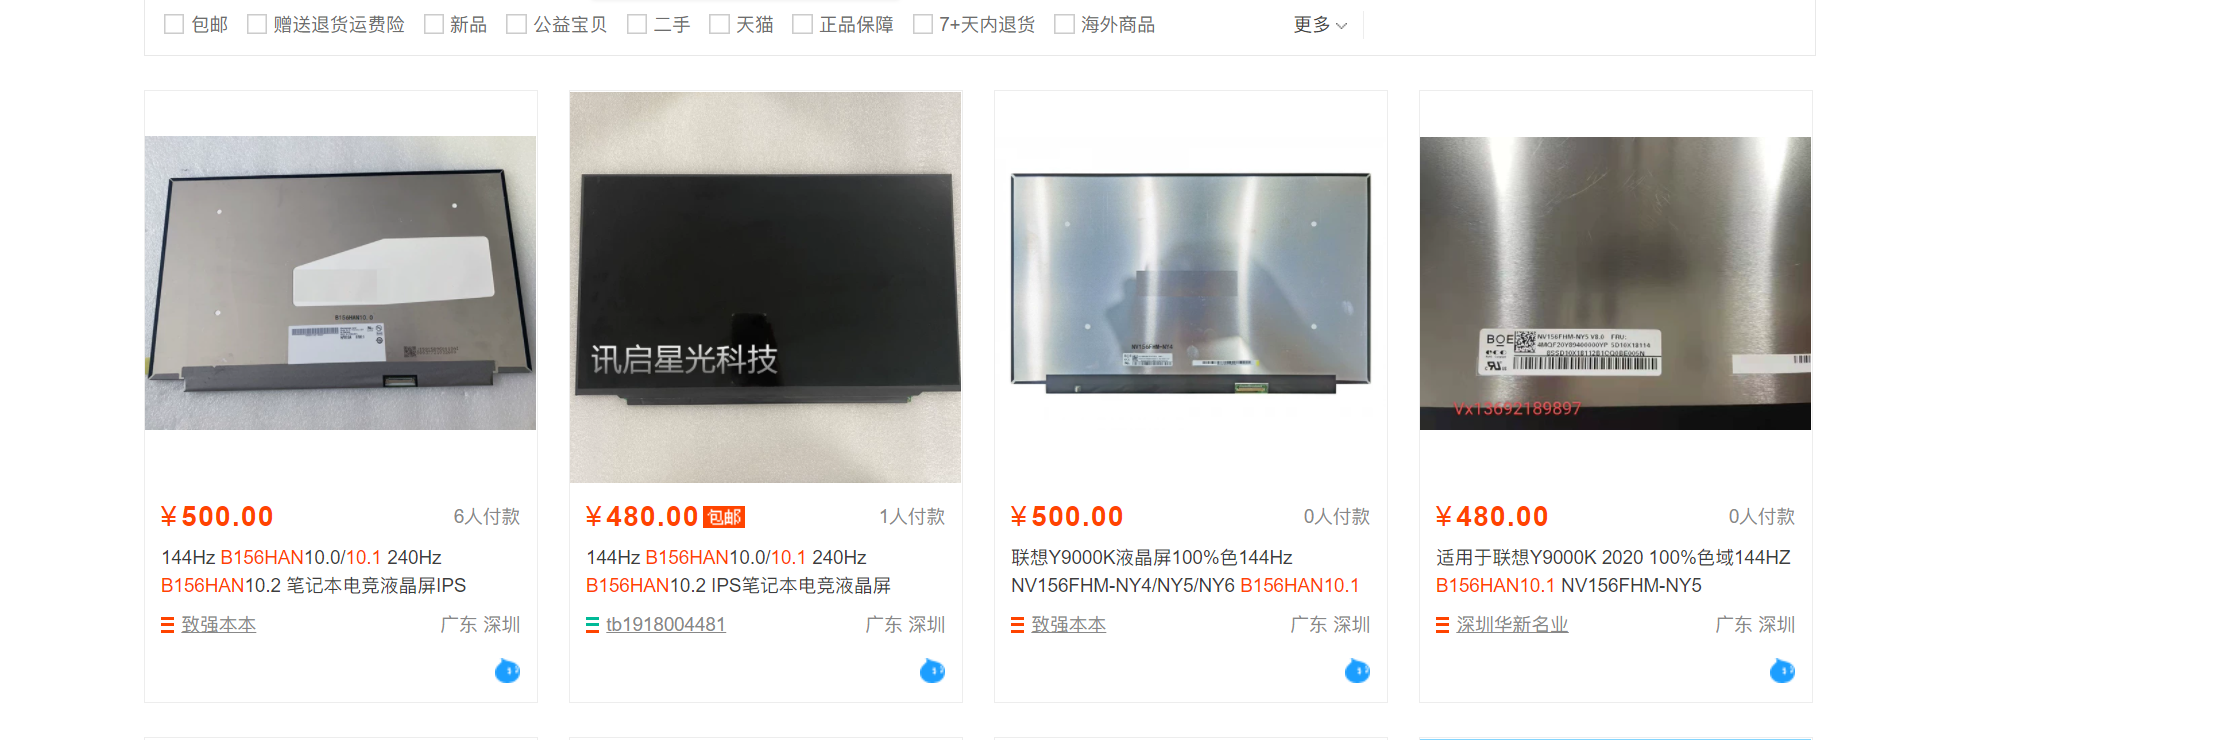 包邮 赠送退货运费险 新品 公益宝贝 二手 天猫 正品保障 7+天内退货 海外商品 更多
B156HAN10.0
讯启星光科技
NV156FHM-NY4
BOE NV156FHM-NY5 V8.0 FRU:
5D10X18114
Vx13692189897
¥500.00 6人付款
144Hz B156HAN10.0/10.1 240Hz
B156HAN10.2 笔记本电竞液晶屏IPS
致强本本 广东 深圳
¥480.00 包邮 1人付款
144Hz B156HAN10.0/10.1 240Hz
B156HAN10.2 IPS笔记本电竞液晶屏
tb1918004481 广东 深圳
¥500.00 0人付款
联想Y9000K液晶屏100%色144Hz
NV156FHM-NY4/NY5/NY6 B156HAN10.1
致强本本 广东 深圳
¥480.00 0人付款
适用于联想Y9000K 2020 100%色域144HZ
B156HAN10.1 NV156FHM-NY5
深圳华新名业 广东 深圳